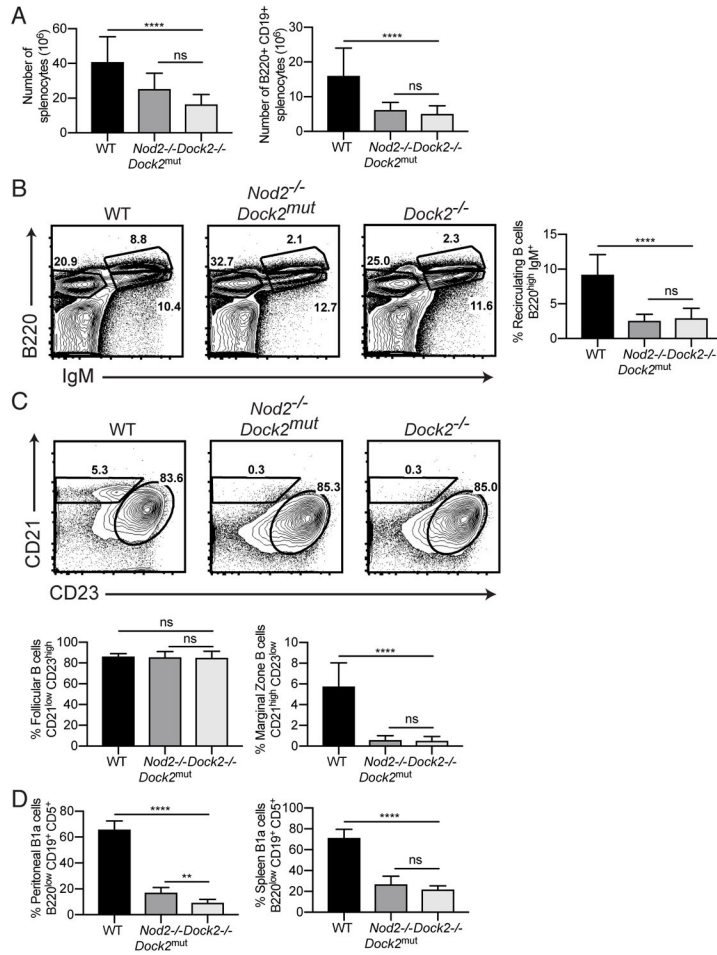 A
Number of
splenocytes (10⁶)
60
40
20
0
****
ns
WT
Nod2-/-
Dock2ᵐᵘᵗ
Dock2-/-
Number of B220+ CD19+
splenocytes (10⁶)
30
20
10
0
****
ns
WT
Nod2-/-
Dock2ᵐᵘᵗ
Dock2-/-
B
WT
Nod2⁻/⁻
Dock2ᵐᵘᵗ
Dock2⁻/⁻
20.9
8.8
10.4
32.7
2.1
12.7
25.0
2.3
11.6
B220
IgM
% Recirculating B cells
B220ʰⁱᵍʰ IgM⁺
15
10
5
0
****
ns
WT
Nod2-/-
Dock2ᵐᵘᵗ
Dock2-/-
C
WT
Nod2⁻/⁻
Dock2ᵐᵘᵗ
Dock2⁻/⁻
5.3
83.6
0.3
85.3
0.3
85.0
CD21
CD23
% Follicular B cells
CD21ˡᵒʷ CD23ʰⁱᵍʰ
100
80
60
40
20
0
ns
ns
WT
Nod2-/-
Dock2ᵐᵘᵗ
Dock2-/-
% Marginal Zone B cells
CD21ʰⁱᵍʰ CD23ˡᵒʷ
10
8
6
4
2
0
****
ns
WT
Nod2-/-
Dock2ᵐᵘᵗ
Dock2-/-
D
% Peritoneal B1a cells
B220ˡᵒʷ CD19⁺ CD5⁺
80
60
40
20
0
****
**
WT
Nod2-/-
Dock2ᵐᵘᵗ
Dock2-/-
% Spleen B1a cells
B220ˡᵒʷ CD19⁺ CD5⁺
100
80
60
40
20
0
****
ns
WT
Nod2-/-
Dock2ᵐᵘᵗ
Dock2-/-